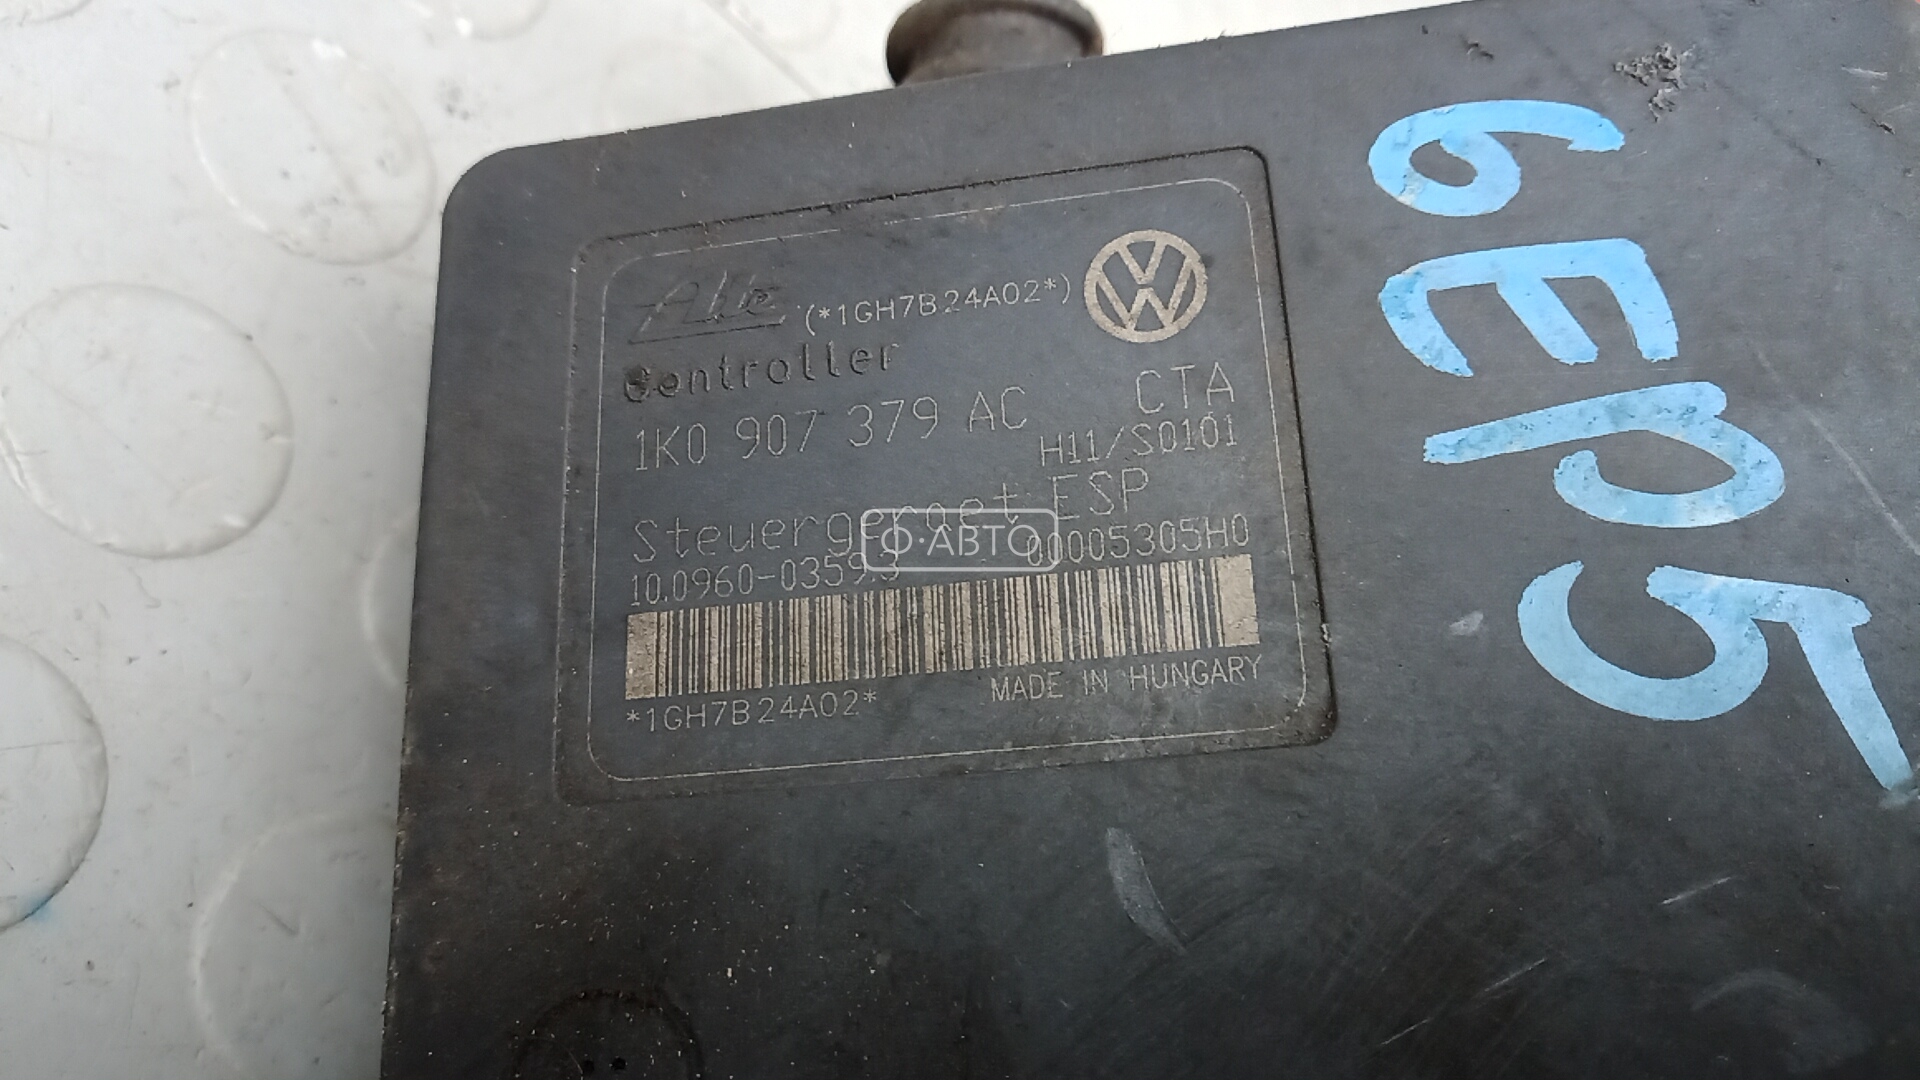 Ate (*1GH7B24A02*)
Controller
1K0 907 379 AC CTA
H11/S0101
Steuergeraet ESP
10.0960-0359.3 00005305H0
*1GH7B24A02* MADE IN HUNGARY
Ф·АВТО